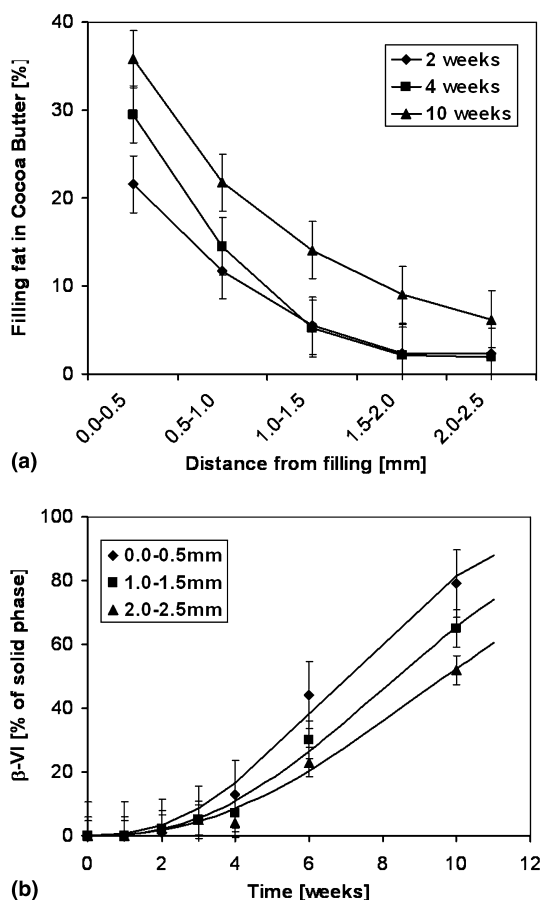 Filling fat in Cocoa Butter [%]
40
30
20
10
0
2 weeks
4 weeks
10 weeks
0.0-0.5
0.5-1.0
1.0-1.5
1.5-2.0
2.0-2.5
Distance from filling [mm]
(a)
β-VI [% of solid phase]
100
80
60
40
20
0
0.0-0.5mm
1.0-1.5mm
2.0-2.5mm
0
2
4
6
8
10
12
Time [weeks]
(b)